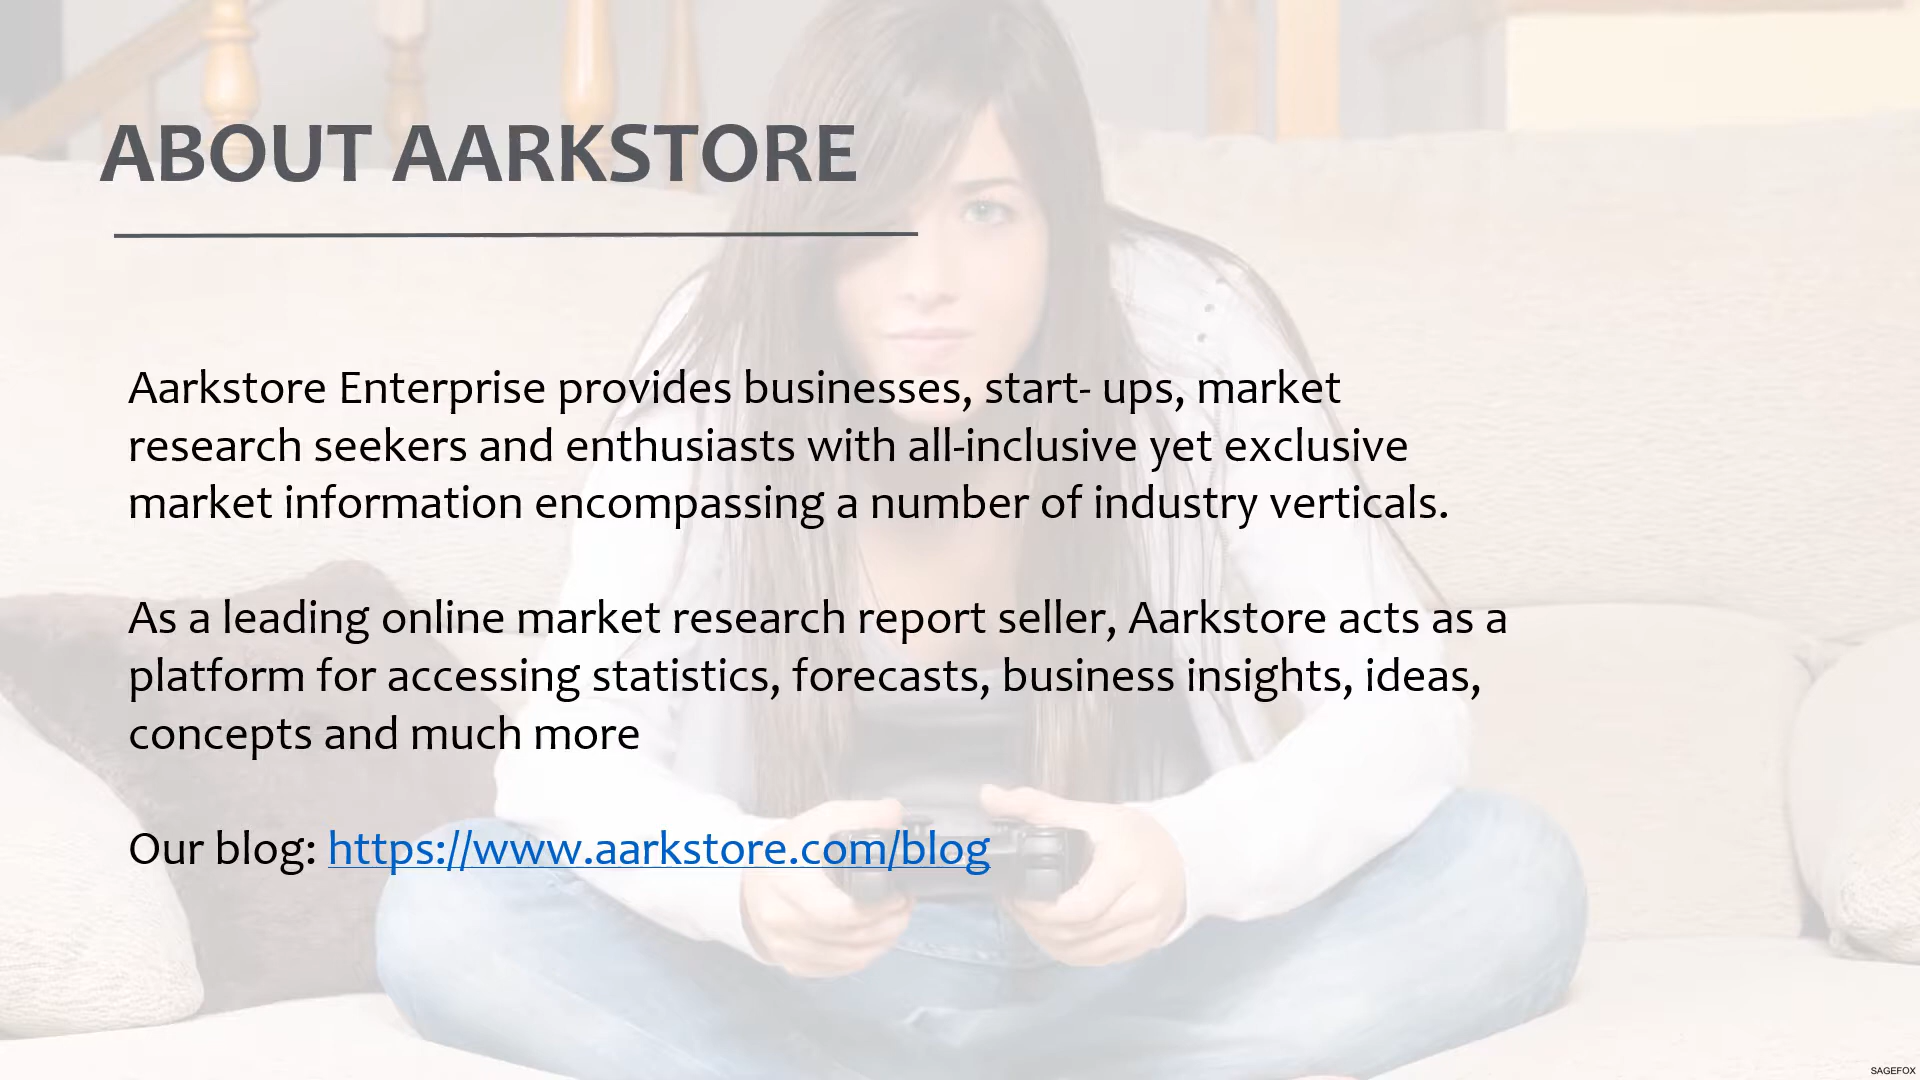 ABOUT AARKSTORE
Aarkstore Enterprise provides businesses, start- ups, market
research seekers and enthusiasts with all-inclusive yet exclusive
market information encompassing a number of industry verticals.
As a leading online market research report seller, Aarkstore acts as a
platform for accessing statistics, forecasts, business insights, ideas,
concepts and much more
Our blog: https://www.aarkstore.com/blog
SAGEFOX